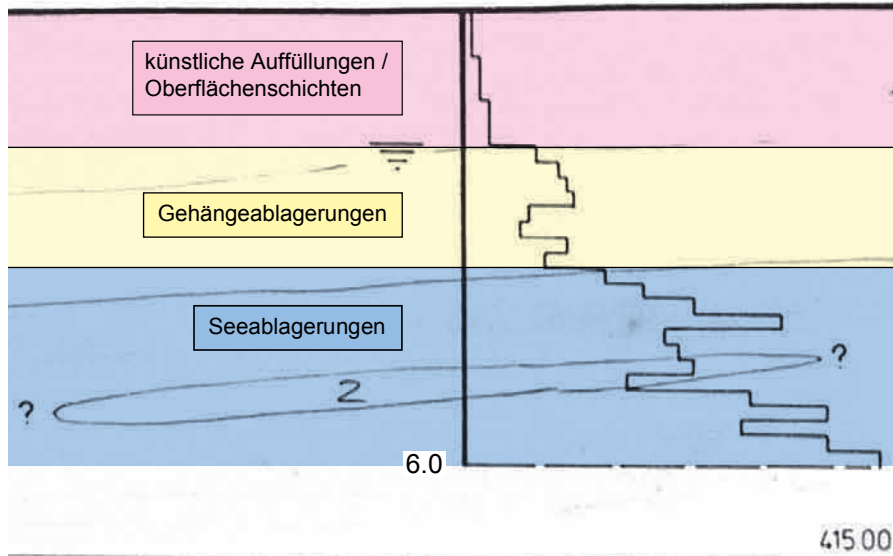 künstliche Auffüllungen /
Oberflächenschichten
Gehängeablagerungen
Seeablagerungen
?
2
?
6.0
415.00